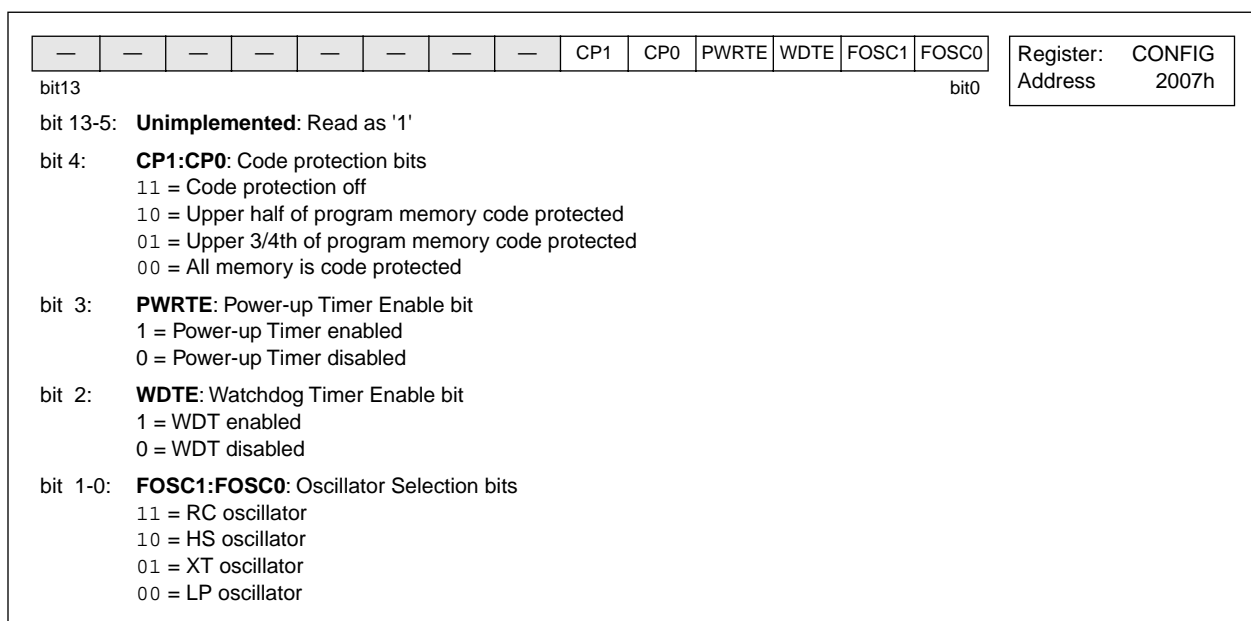 — — — — — — — — CP1 CP0 PWRTE WDTE FOSC1 FOSC0
bit13 bit0
Register: CONFIG
Address 2007h
bit 13-5: Unimplemented: Read as '1'
bit 4: CP1:CP0: Code protection bits
11 = Code protection off
10 = Upper half of program memory code protected
01 = Upper 3/4th of program memory code protected
00 = All memory is code protected
bit 3: PWRTE: Power-up Timer Enable bit
1 = Power-up Timer enabled
0 = Power-up Timer disabled
bit 2: WDTE: Watchdog Timer Enable bit
1 = WDT enabled
0 = WDT disabled
bit 1-0: FOSC1:FOSC0: Oscillator Selection bits
11 = RC oscillator
10 = HS oscillator
01 = XT oscillator
00 = LP oscillator